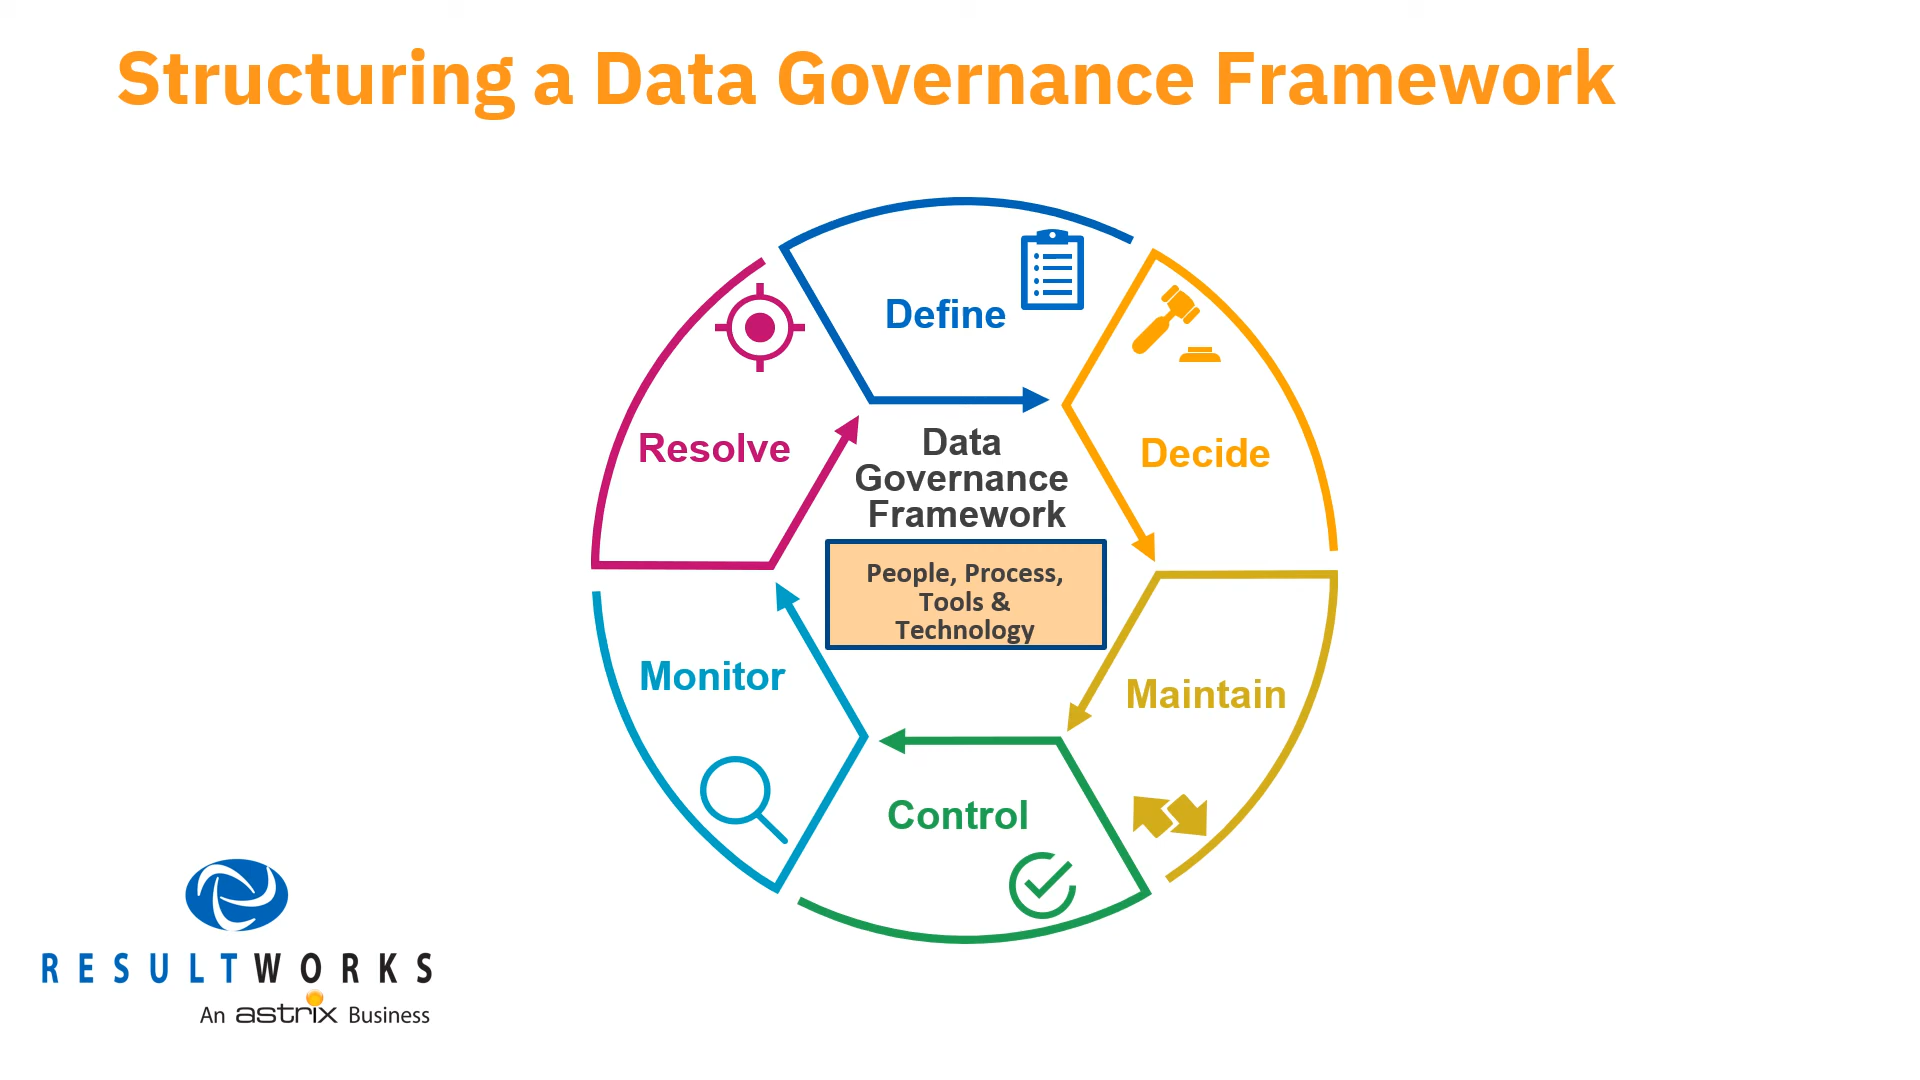 Structuring a Data Governance Framework
Define
Decide
Resolve
Data
Governance
Framework
People, Process,
Tools &
Technology
Monitor
Maintain
Control
RESULTWORKS
An astrix Business